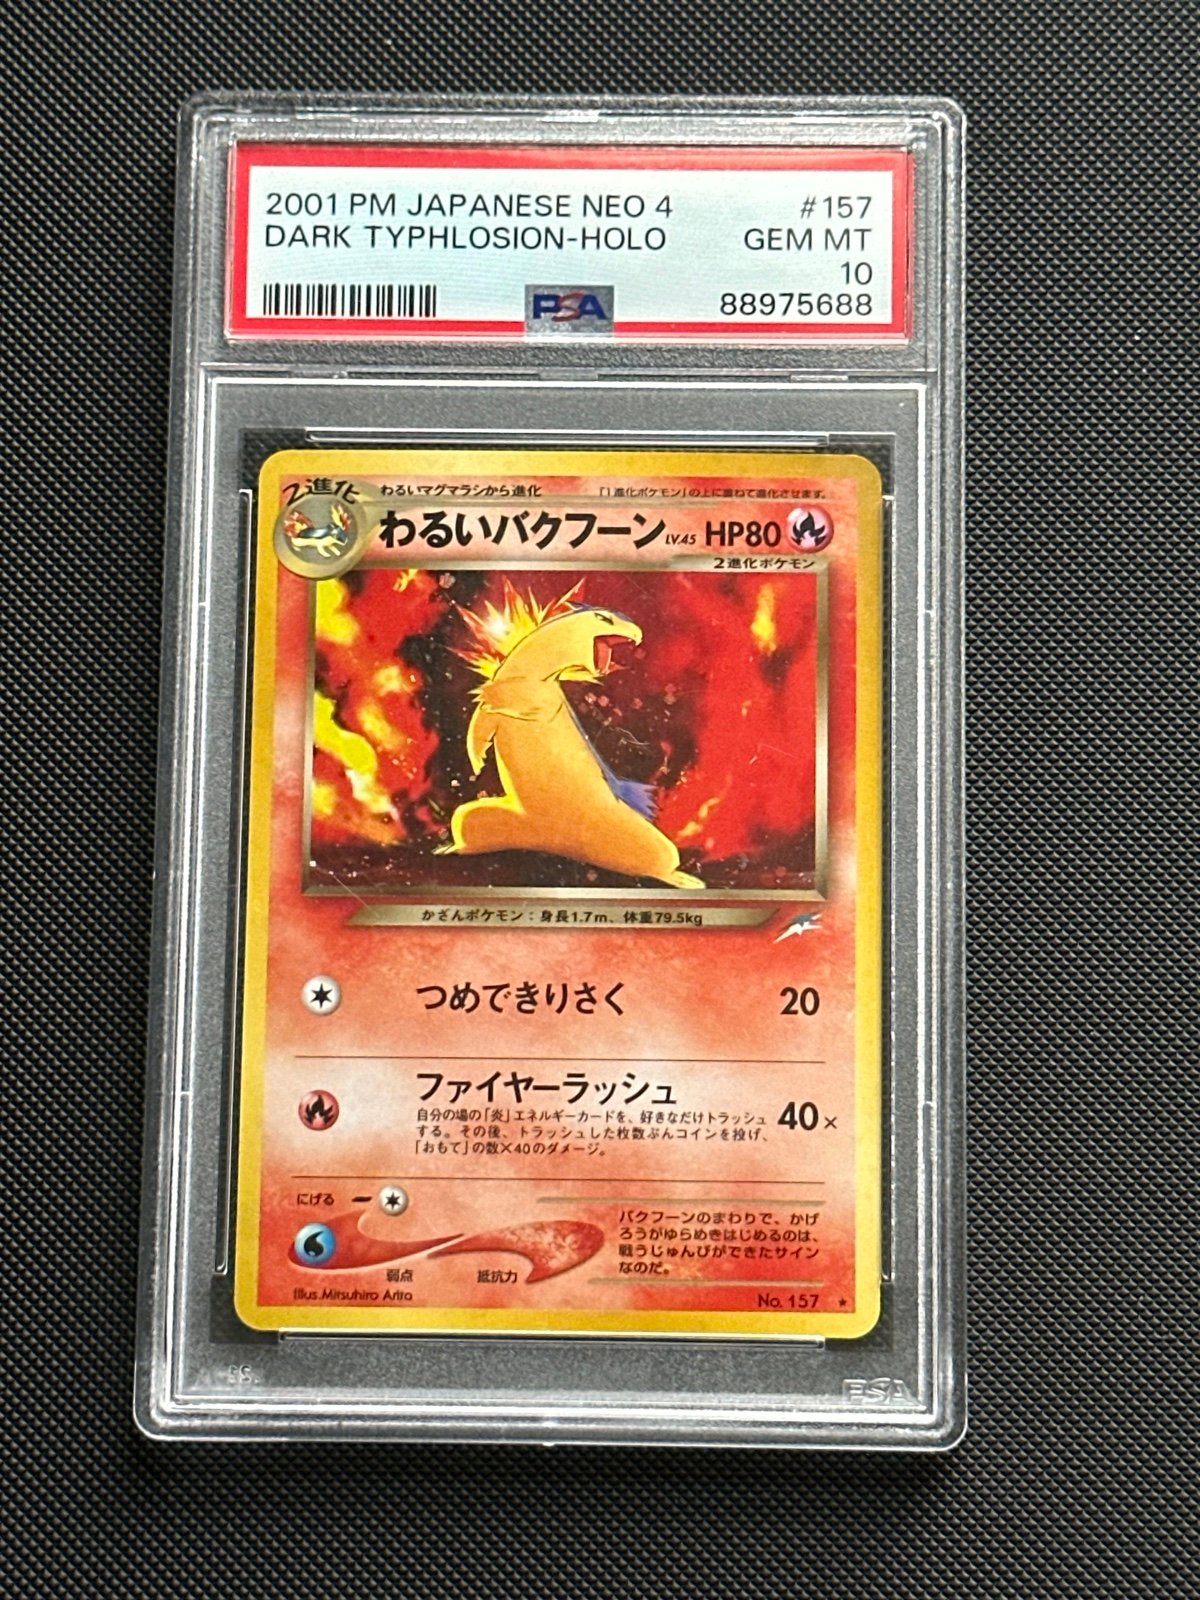 2001 PM JAPANESE NEO 4 #157
DARK TYPHLOSION-HOLO GEM MT
10
PSA 88975688
2進化
わるいマグマラシから進化 「1進化ポケモン」の上に重ねて進化させます。
わるいバクフーン LV.45 HP80
2進化ポケモン
かざんポケモン：身長1.7m、体重79.5kg
つめできりさく 20
ファイヤーラッシュ
自分の場の「炎」エネルギーカードを、好きなだけトラッシュ
する。その後、トラッシュした枚数ぶんコインを投げ、
「おもて」の数×40のダメージ。
40×
にげる
弱点 抵抗力
バクフーンのまわりで、かげ
ろうがゆらめきはじめるのは、
戦うじゅんびができたサイン
なのだ。
Illus.Mitsuhiro Arita No. 157 ★
PSA